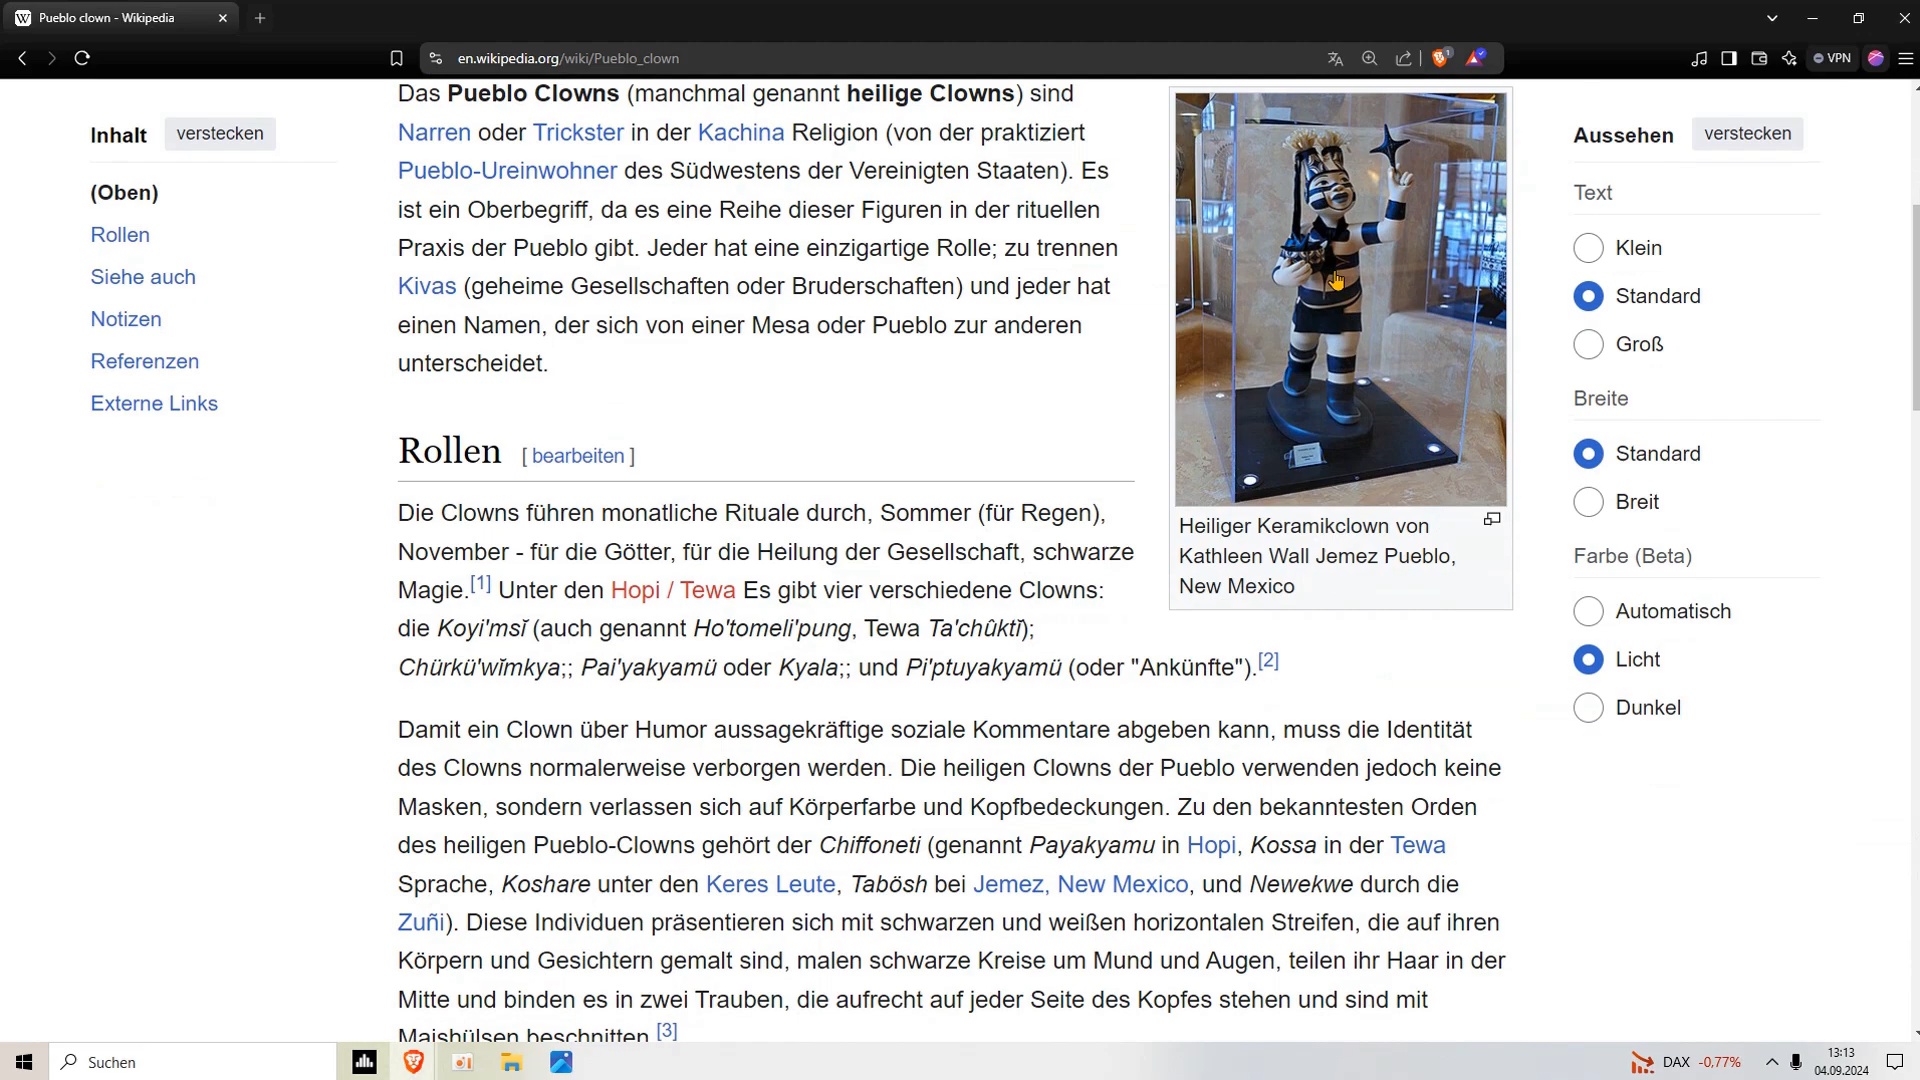 Pueblo clown - Wikipedia
en.wikipedia.org/wiki/Pueblo_clown
1
VPN
Inhalt verstecken
(Oben)
Rollen
Siehe auch
Notizen
Referenzen
Externe Links
Das Pueblo Clowns (manchmal genannt heilige Clowns) sind
Narren oder Trickster in der Kachina Religion (von der praktiziert
Pueblo-Ureinwohner des Südwestens der Vereinigten Staaten). Es
ist ein Oberbegriff, da es eine Reihe dieser Figuren in der rituellen
Praxis der Pueblo gibt. Jeder hat eine einzigartige Rolle; zu trennen
Kivas (geheime Gesellschaften oder Bruderschaften) und jeder hat
einen Namen, der sich von einer Mesa oder Pueblo zur anderen
unterscheidet.
Rollen [ bearbeiten ]
Die Clowns führen monatliche Rituale durch, Sommer (für Regen),
November - für die Götter, für die Heilung der Gesellschaft, schwarze
Magie.[1] Unter den Hopi / Tewa Es gibt vier verschiedene Clowns:
die Koyi'msĭ (auch genannt Ho'tomeli'pung, Tewa Ta'chûktĭ);
Chürkü'wĭmkya;; Pai'yakyamü oder Kyala;; und Pi'ptuyakyamü (oder "Ankünfte").[2]
Damit ein Clown über Humor aussagekräftige soziale Kommentare abgeben kann, muss die Identität
des Clowns normalerweise verborgen werden. Die heiligen Clowns der Pueblo verwenden jedoch keine
Masken, sondern verlassen sich auf Körperfarbe und Kopfbedeckungen. Zu den bekanntesten Orden
des heiligen Pueblo-Clowns gehört der Chiffoneti (genannt Payakyamu in Hopi, Kossa in der Tewa
Sprache, Koshare unter den Keres Leute, Tabösh bei Jemez, New Mexico, und Newekwe durch die
Zuñi). Diese Individuen präsentieren sich mit schwarzen und weißen horizontalen Streifen, die auf ihren
Körpern und Gesichtern gemalt sind, malen schwarze Kreise um Mund und Augen, teilen ihr Haar in der
Mitte und binden es in zwei Trauben, die aufrecht auf jeder Seite des Kopfes stehen und sind mit
Maishülsen beschnitten.[3]
Heiliger Keramikclown von
Kathleen Wall Jemez Pueblo,
New Mexico
Aussehen verstecken
Text
Klein
Standard
Groß
Breite
Standard
Breit
Farbe (Beta)
Automatisch
Licht
Dunkel
Suchen
DAX -0,77%
13:13
04.09.2024